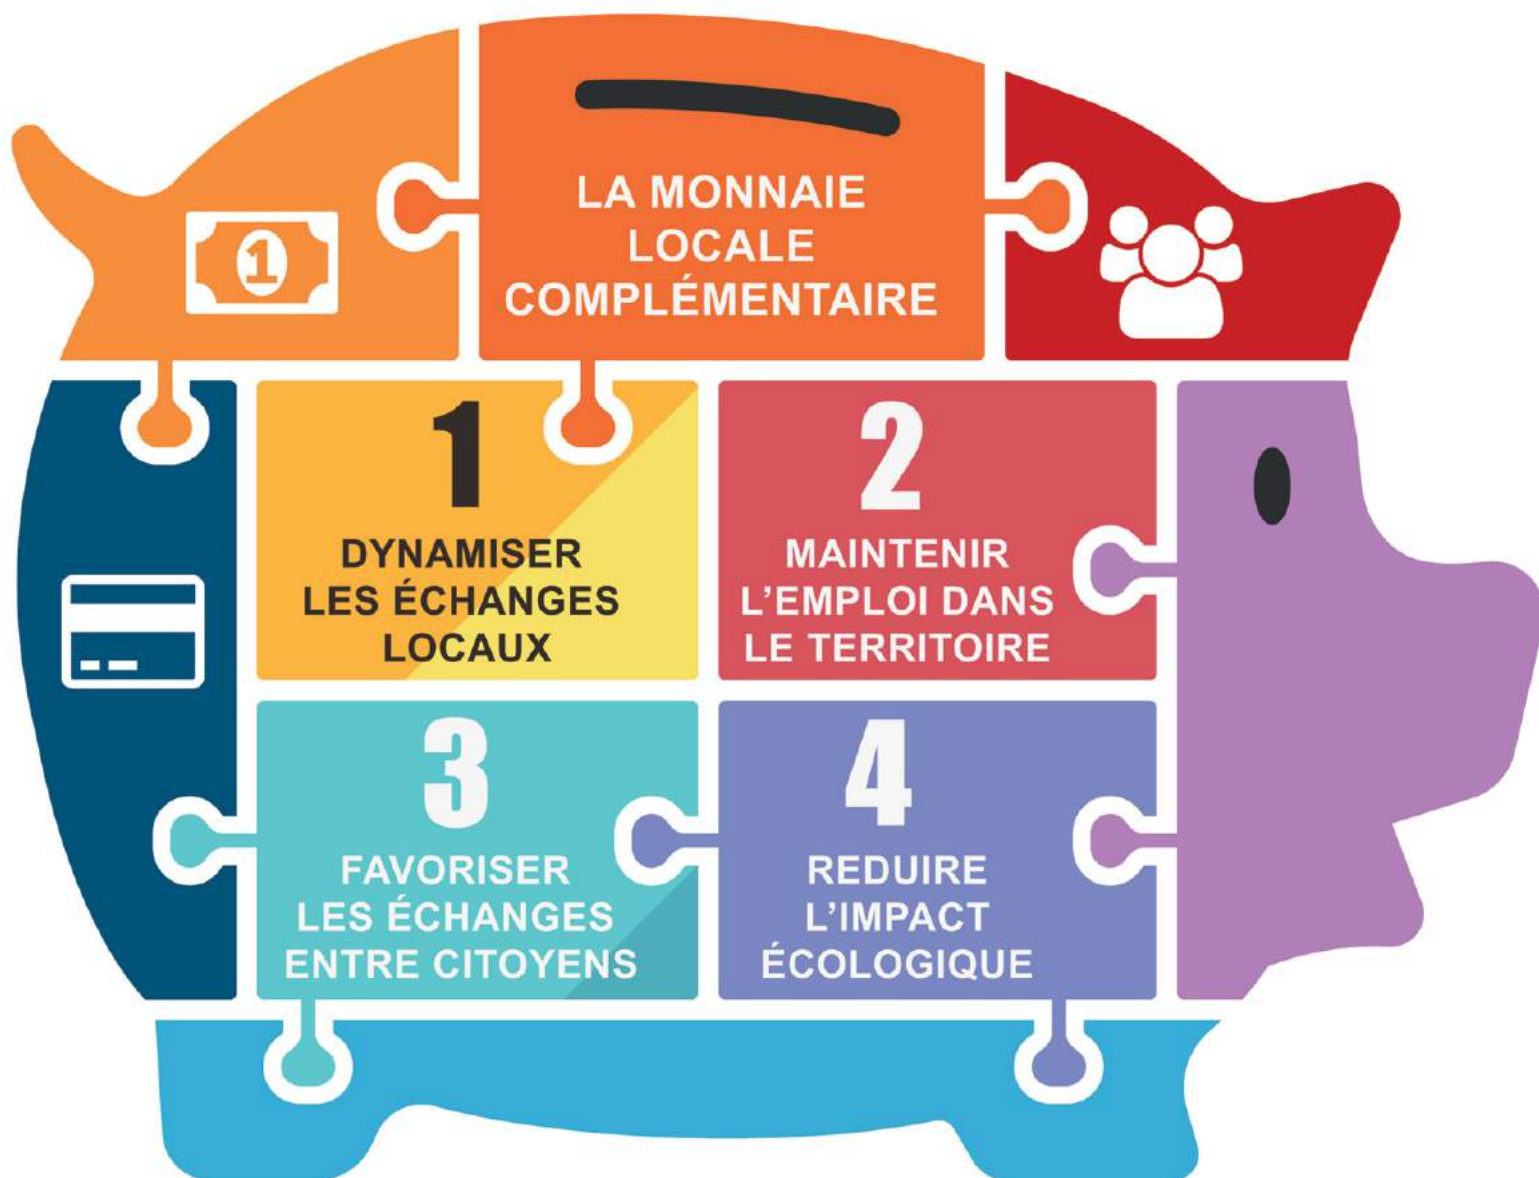 LA MONNAIE
LOCALE
COMPLÉMENTAIRE
1
1
DYNAMISER
LES ÉCHANGES
LOCAUX
2
MAINTENIR
L'EMPLOI DANS
LE TERRITOIRE
3
FAVORISER
LES ÉCHANGES
ENTRE CITOYENS
4
REDUIRE
L'IMPACT
ÉCOLOGIQUE